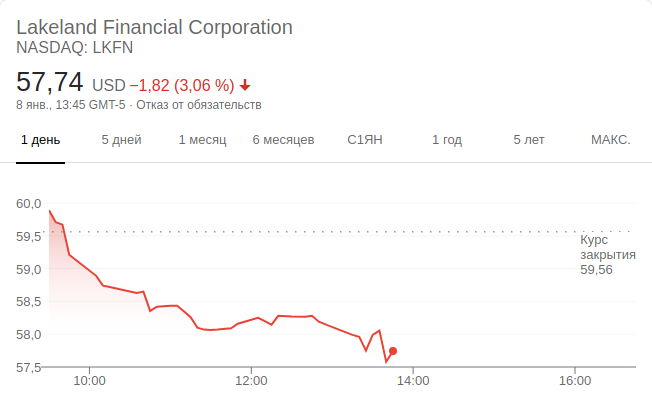 Lakeland Financial Corporation
NASDAQ: LKFN
57,74 USD −1,82 (3,06 %)
8 янв., 13:45 GMT-5 · Отказ от обязательств
1 день 5 дней 1 месяц 6 месяцев С1ЯН 1 год 5 лет МАКС.
60,0
59,5
Курс
закрытия
59,56
59,0
58,5
58,0
57,5
10:00 12:00 14:00 16:00